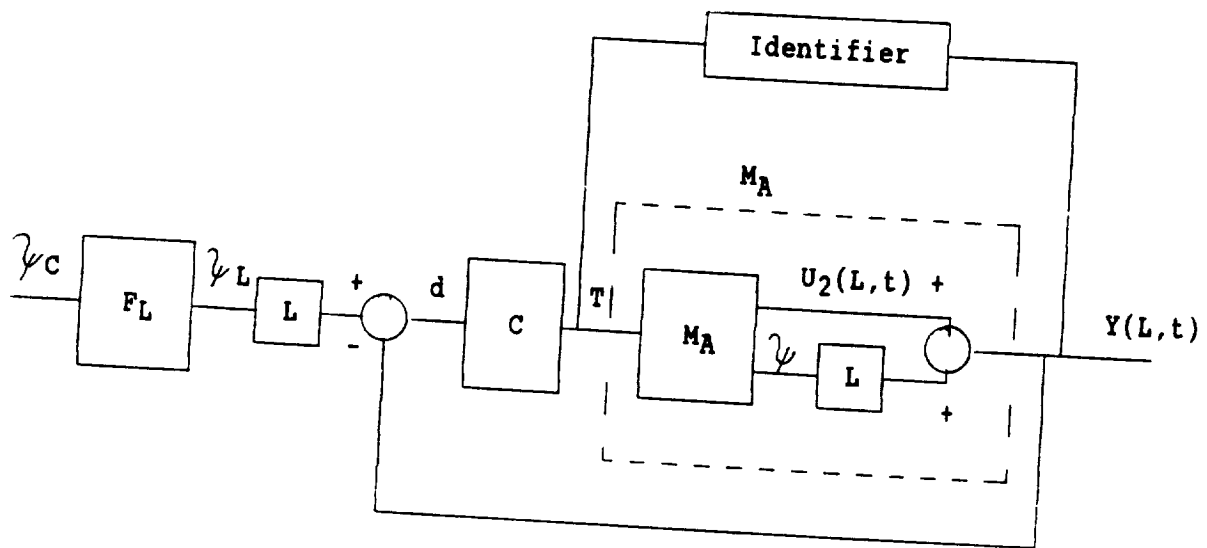 Identifier
M_A
ψ_C
F_L
ψ_L
L
+
-
d
C
T
M_A
U_2(L,t) +
ψ
L
+
Y(L,t)